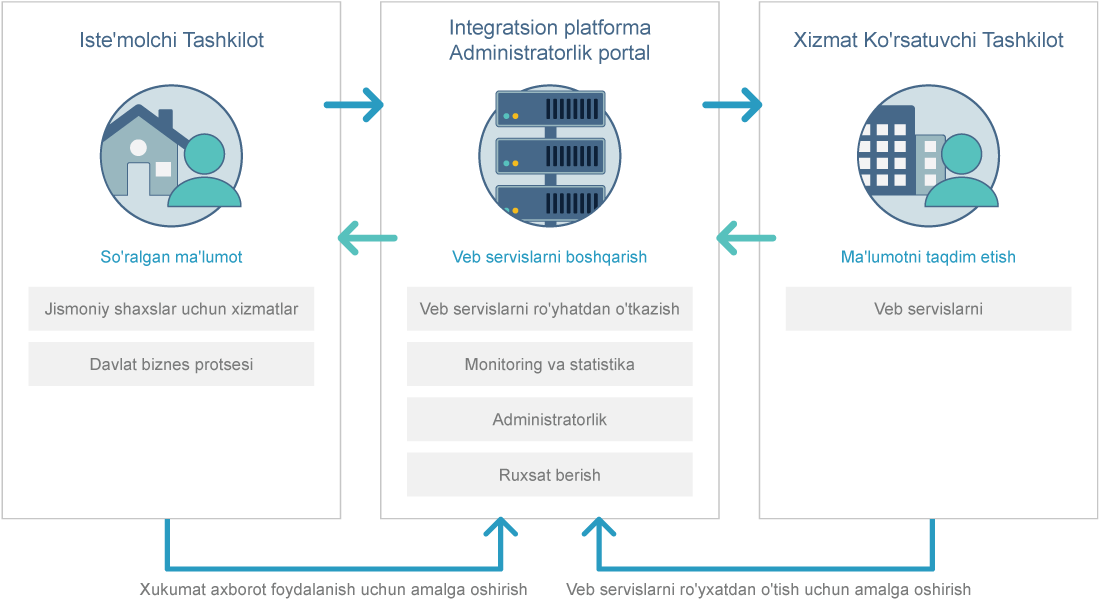 Iste'molchi Tashkilot
So'ralgan ma'lumot
Jismoniy shaxslar uchun xizmatlar
Davlat biznes protsesi
Integratsion platforma
Administratorlik portal
Veb servislarni boshqarish
Veb servislarni ro'yhatdan o'tkazish
Monitoring va statistika
Administratorlik
Ruxsat berish
Xizmat Ko'rsatuvchi Tashkilot
Ma'lumotni taqdim etish
Veb servislarni
Xukumat axborot foydalanish uchun amalga oshirish
Veb servislarni ro'yxatdan o'tish uchun amalga oshirish